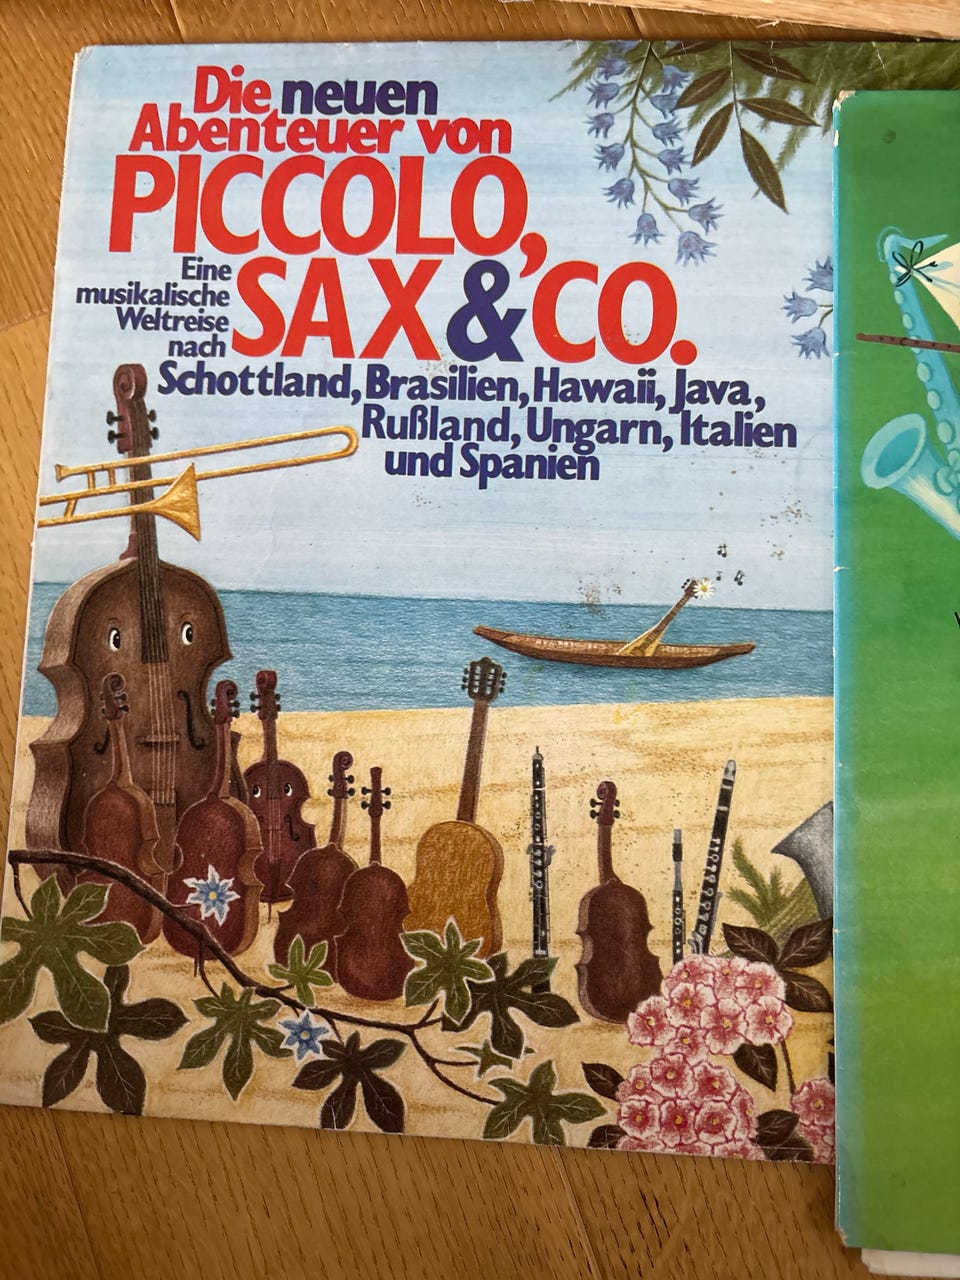 Die neuen
Abenteuer von
PICCOLO,
Eine
musikalische
Weltreise
nach
SAX & CO.
Schottland, Brasilien, Hawaii, Java,
Rußland, Ungarn, Italien
und Spanien